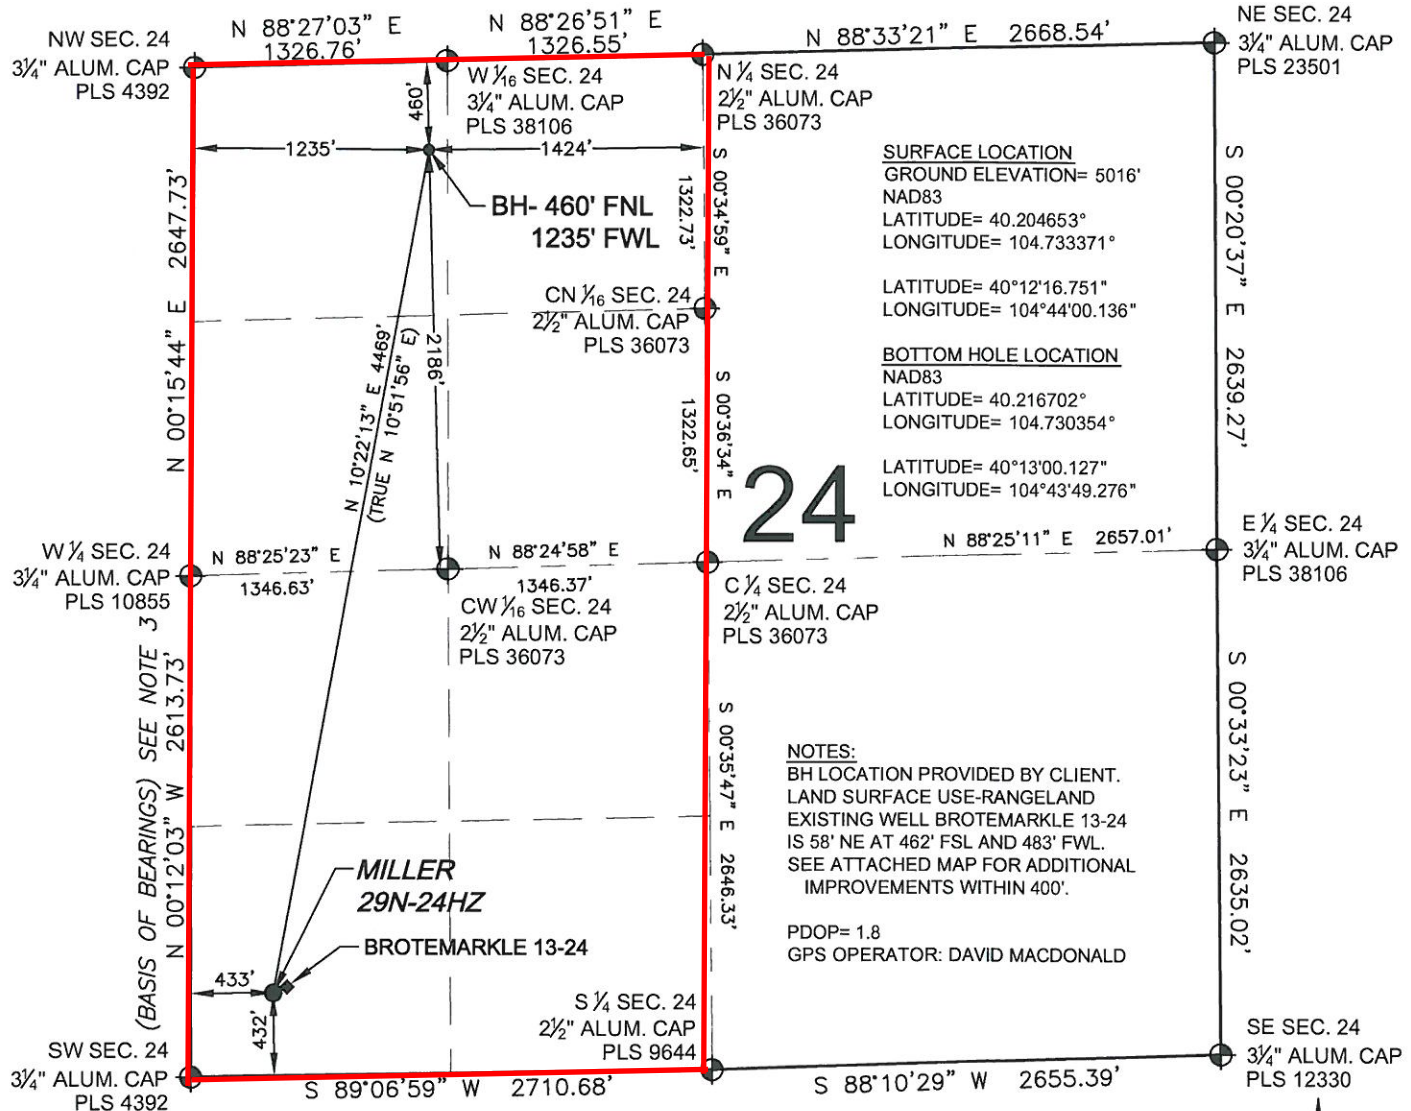 N 88°27'03" E
1326.76'
N 88°26'51" E
1326.55'
N 88°33'21" E 2668.54'
NW SEC. 24
3¼" ALUM. CAP
PLS 4392
W 1⁄16 SEC. 24
3¼" ALUM. CAP
PLS 38106
N ¼ SEC. 24
2½" ALUM. CAP
PLS 36073
NE SEC. 24
3¼" ALUM. CAP
PLS 23501
460'
1235'
1424'
BH- 460' FNL
1235' FWL
N 00°15'44" E 2647.73'
S 00°34'59" E
1322.73'
SURFACE LOCATION
GROUND ELEVATION= 5016'
NAD83
LATITUDE= 40.204653°
LONGITUDE= 104.733371°
LATITUDE= 40°12'16.751"
LONGITUDE= 104°44'00.136"
BOTTOM HOLE LOCATION
NAD83
LATITUDE= 40.216702°
LONGITUDE= 104.730354°
LATITUDE= 40°13'00.127"
LONGITUDE= 104°43'49.276"
S 00°20'37" E 2639.27'
CN 1⁄16 SEC. 24
2½" ALUM. CAP
PLS 36073
N 10°22'13" E 4469'
(TRUE N 10°51'56" E)
2186'
S 00°36'34" E
1322.65'
24
W ¼ SEC. 24
3¼" ALUM. CAP
PLS 10855
N 88°25'23" E
1346.63'
N 88°24'58" E
1346.37'
N 88°25'11" E 2657.01'
E ¼ SEC. 24
3¼" ALUM. CAP
PLS 38106
CW 1⁄16 SEC. 24
2½" ALUM. CAP
PLS 36073
C ¼ SEC. 24
2½" ALUM. CAP
PLS 36073
(BASIS OF BEARINGS) SEE NOTE 3
N 00°12'03" W 2613.73'
S 00°35'47" E 2646.33'
S 00°33'23" E 2635.02'
NOTES:
BH LOCATION PROVIDED BY CLIENT.
LAND SURFACE USE-RANGELAND
EXISTING WELL BROTEMARKLE 13-24
IS 58' NE AT 462' FSL AND 483' FWL.
SEE ATTACHED MAP FOR ADDITIONAL
IMPROVEMENTS WITHIN 400'.
PDOP= 1.8
GPS OPERATOR: DAVID MACDONALD
MILLER
29N-24HZ
BROTEMARKLE 13-24
433'
432'
S ¼ SEC. 24
2½" ALUM. CAP
PLS 9644
SW SEC. 24
3¼" ALUM. CAP
PLS 4392
S 89°06'59" W 2710.68'
S 88°10'29" W 2655.39'
SE SEC. 24
3¼" ALUM. CAP
PLS 12330